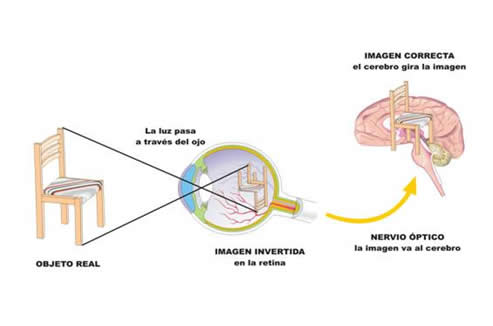 IMAGEN CORRECTA
el cerebro gira la imagen
La luz pasa
a través del ojo
OBJETO REAL
IMAGEN INVERTIDA
en la retina
NERVIO ÓPTICO
la imagen va al cerebro